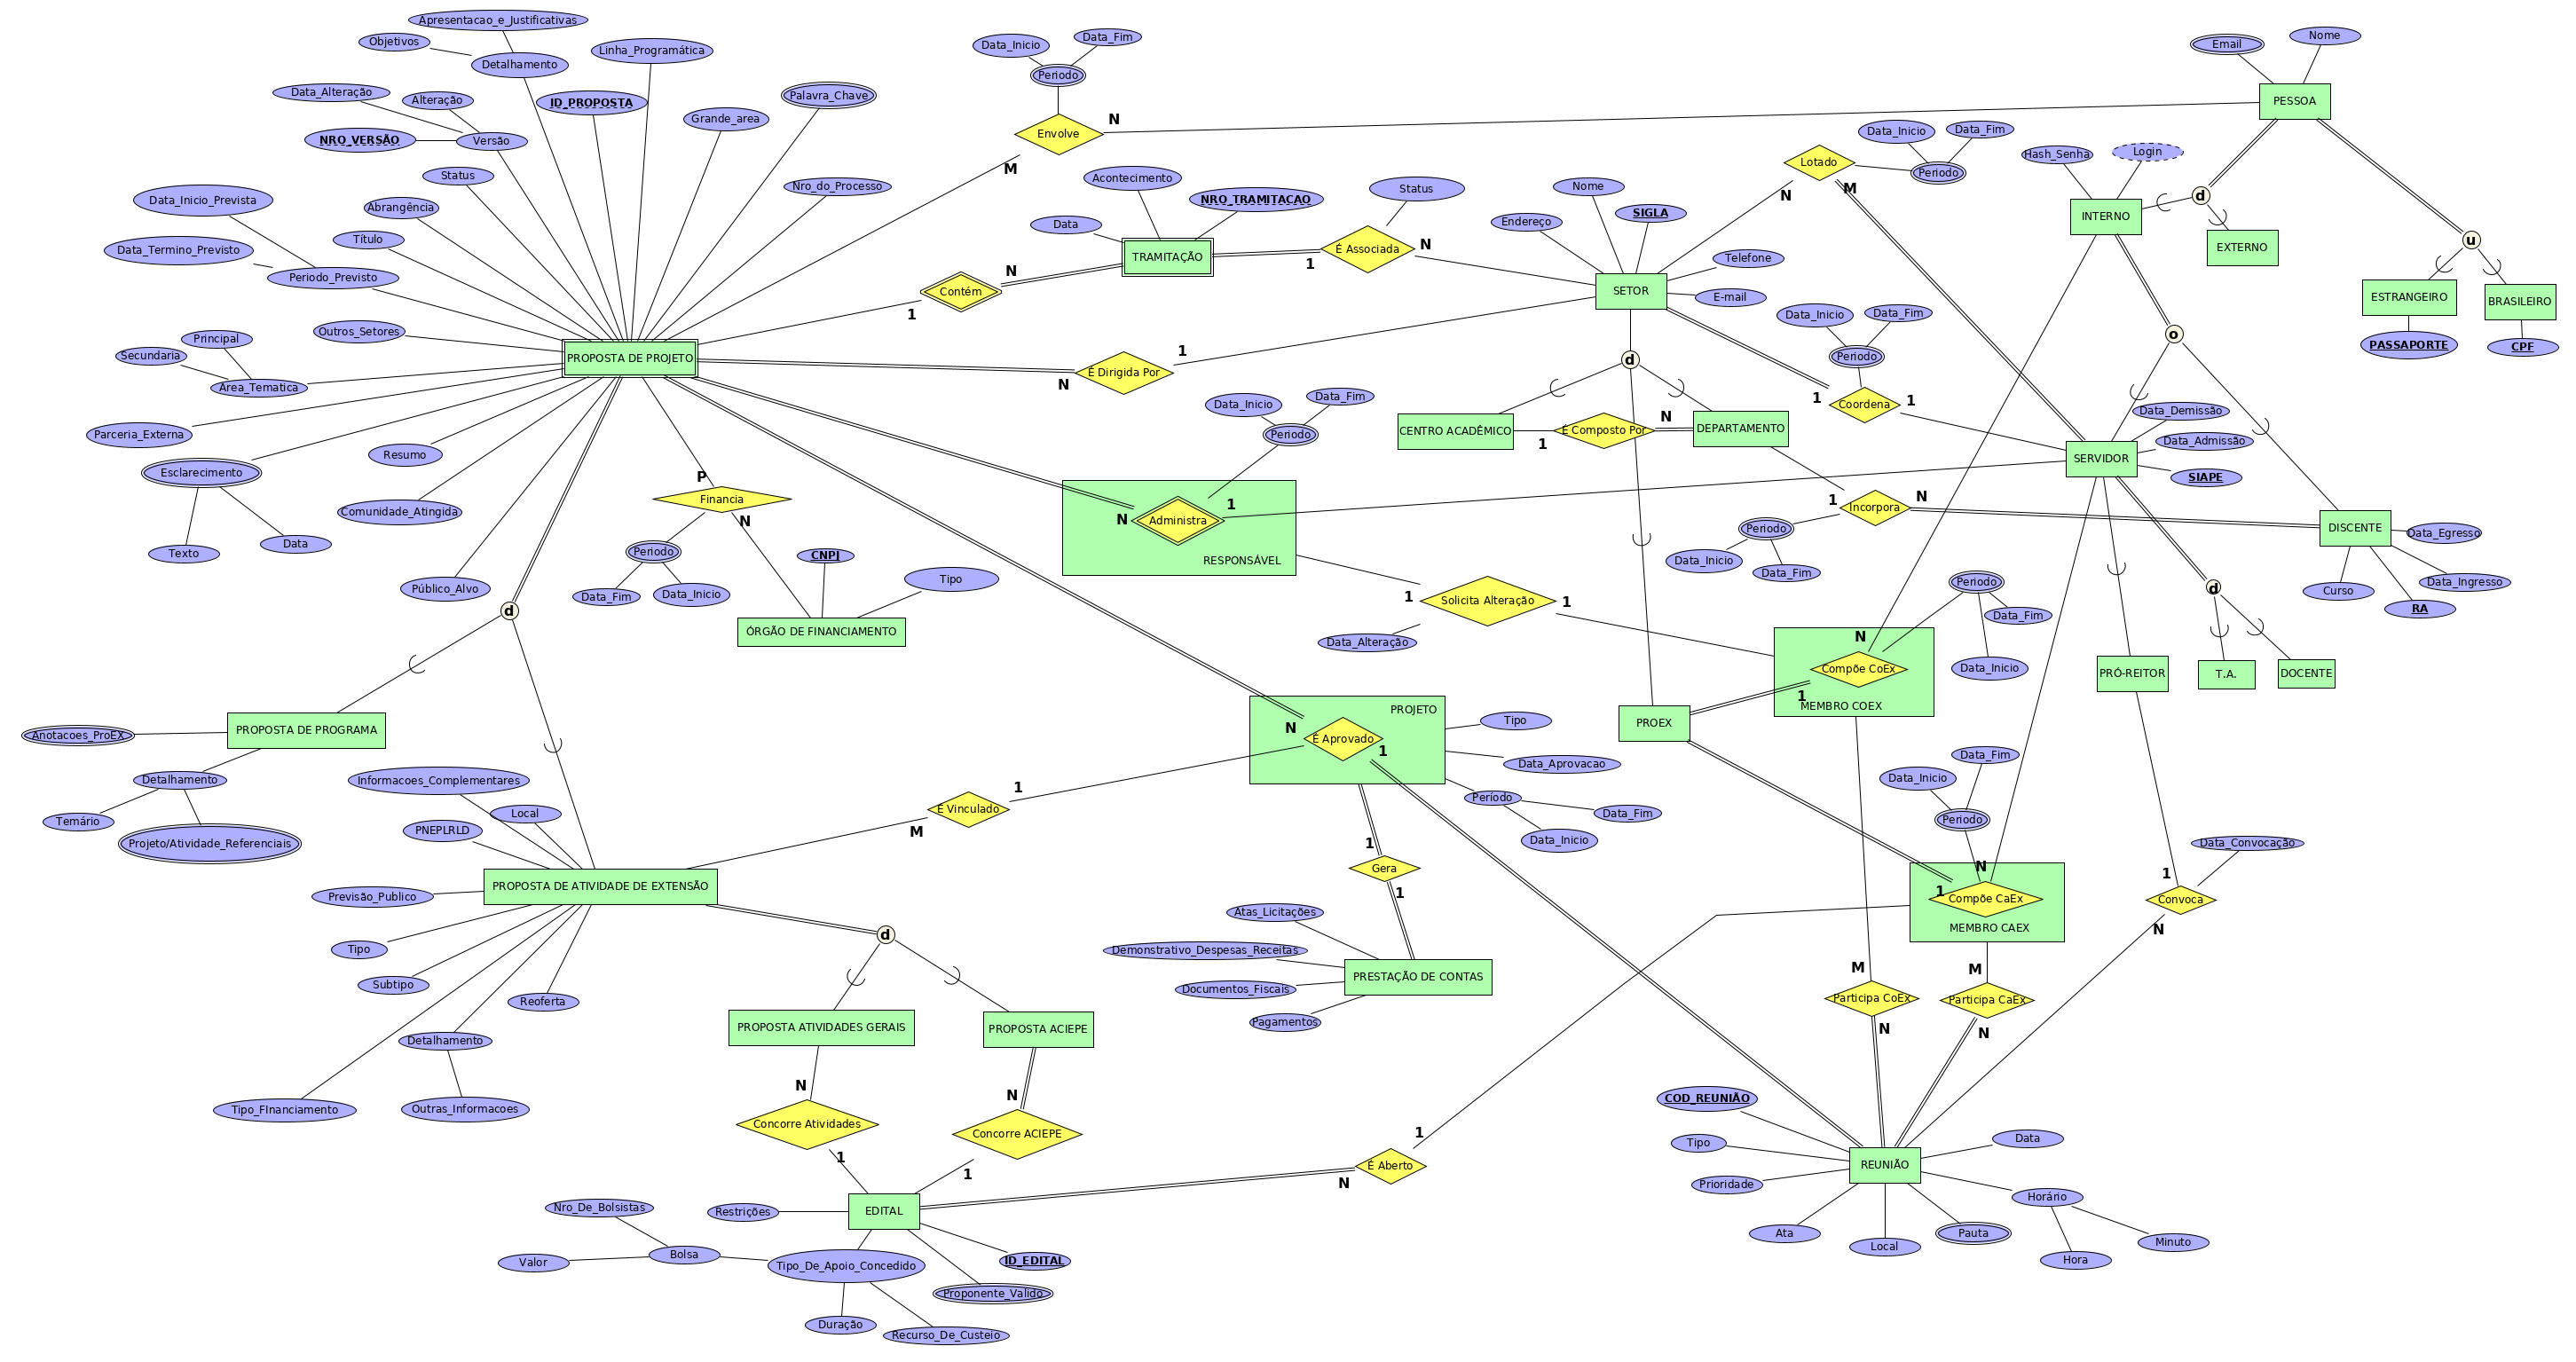 Apresentacao_e_Justificativas
Objetivos
Detalhamento
Linha_Programática
Data_Alteração
Alteração
ID_PROPOSTA
Palavra_Chave
NRO_VERSÃO
Versão
Grande_area
Status
Nro_do_Processo
Data_Inicio_Prevista
Abrangência
Título
Data_Termino_Previsto
Periodo_Previsto
Outros_Setores
Principal
Secundaria
Área_Tematica
PROPOSTA DE PROJETO
Parceria_Externa
Esclarecimento
Resumo
Comunidade_Atingida
Texto
Data
Público_Alvo
d
Data_Inicio
Data_Fim
Periodo
Envolve
N
M
Acontecimento
NRO_TRAMITACAO
Data
TRAMITAÇÃO
Contém
N
1
Status
É Associada
N
1
É Dirigida Por
1
N
Nome
SIGLA
Endereço
Telefone
SETOR
E-mail
d
Lotado
N
M
Data_Inicio
Data_Fim
Periodo
Email
Nome
PESSOA
Hash_Senha
Login
INTERNO
d
EXTERNO
u
ESTRANGEIRO
BRASILEIRO
PASSAPORTE
CPF
o
Data_Inicio
Data_Fim
Periodo
Coordena
1
1
CENTRO ACADÊMICO
É Composto Por
1
N
DEPARTAMENTO
Data_Demissão
Data_Admissão
SERVIDOR
SIAPE
Data_Inicio
Data_Fim
Periodo
Administra
N
1
RESPONSÁVEL
Financia
P
N
Periodo
Data_Fim
Data_Inicio
CNPJ
Tipo
ÓRGÃO DE FINANCIAMENTO
Incorpora
1
N
Periodo
Data_Inicio
Data_Fim
DISCENTE
Data_Egresso
Data_Ingresso
Curso
RA
Solicita Alteração
1
1
Data_Alteração
Periodo
Data_Fim
Data_Inicio
N
Compõe CoEx
1
MEMBRO COEX
PROEX
d
PRÓ-REITOR
T.A.
DOCENTE
PROPOSTA DE PROGRAMA
Anotacoes_ProEX
Detalhamento
Temário
Projeto/Atividade_Referenciais
PROJETO
É Aprovado
N
1
Tipo
Data_Aprovacao
Periodo
Data_Fim
Data_Inicio
É Vinculado
1
M
Informacoes_Complementares
Local
PNEPLRLD
PROPOSTA DE ATIVIDADE DE EXTENSÃO
Previsão_Publico
Tipo
Subtipo
Reoferta
Detalhamento
Tipo_FInanciamento
Outras_Informacoes
d
Gera
1
1
Atas_Licitações
Demonstrativo_Despesas_Receitas
PRESTAÇÃO DE CONTAS
Documentos_Fiscais
Pagamentos
Data_Fim
Data_Inicio
Periodo
N
1
Compõe CaEx
MEMBRO CAEX
Data_Convocação
Convoca
1
N
Participa CoEx
M
N
Participa CaEx
M
N
PROPOSTA ATIVIDADES GERAIS
PROPOSTA ACIEPE
N
Concorre Atividades
1
N
Concorre ACIEPE
1
É Aberto
1
N
EDITAL
Restrições
Nro_De_Bolsistas
Bolsa
Valor
Tipo_De_Apoio_Concedido
Duração
Recurso_De_Custeio
ID_EDITAL
Proponente_Valido
COD_REUNIÃO
Tipo
Prioridade
REUNIÃO
Data
Horário
Ata
Local
Pauta
Hora
Minuto